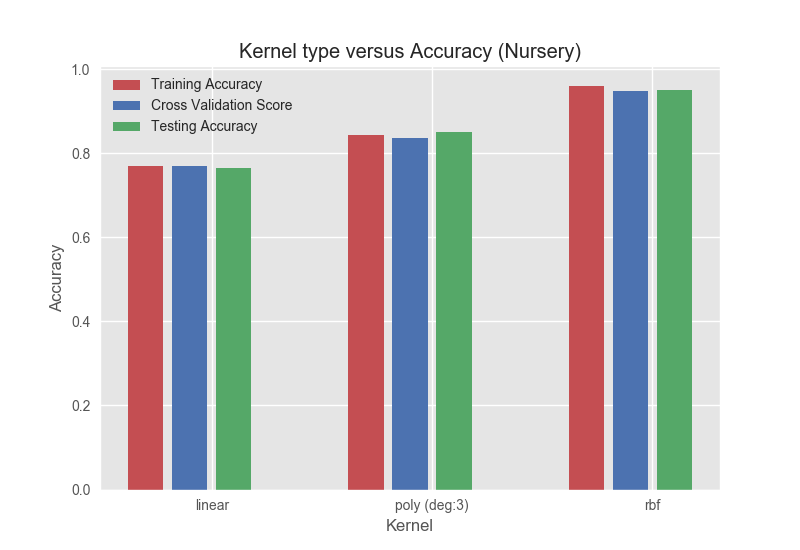 Kernel type versus Accuracy (Nursery)
1.0
Training Accuracy
Cross Validation Score
Testing Accuracy
0.8
0.6
Accuracy
0.4
0.2
0.0
linear
poly (deg:3)
rbf
Kernel